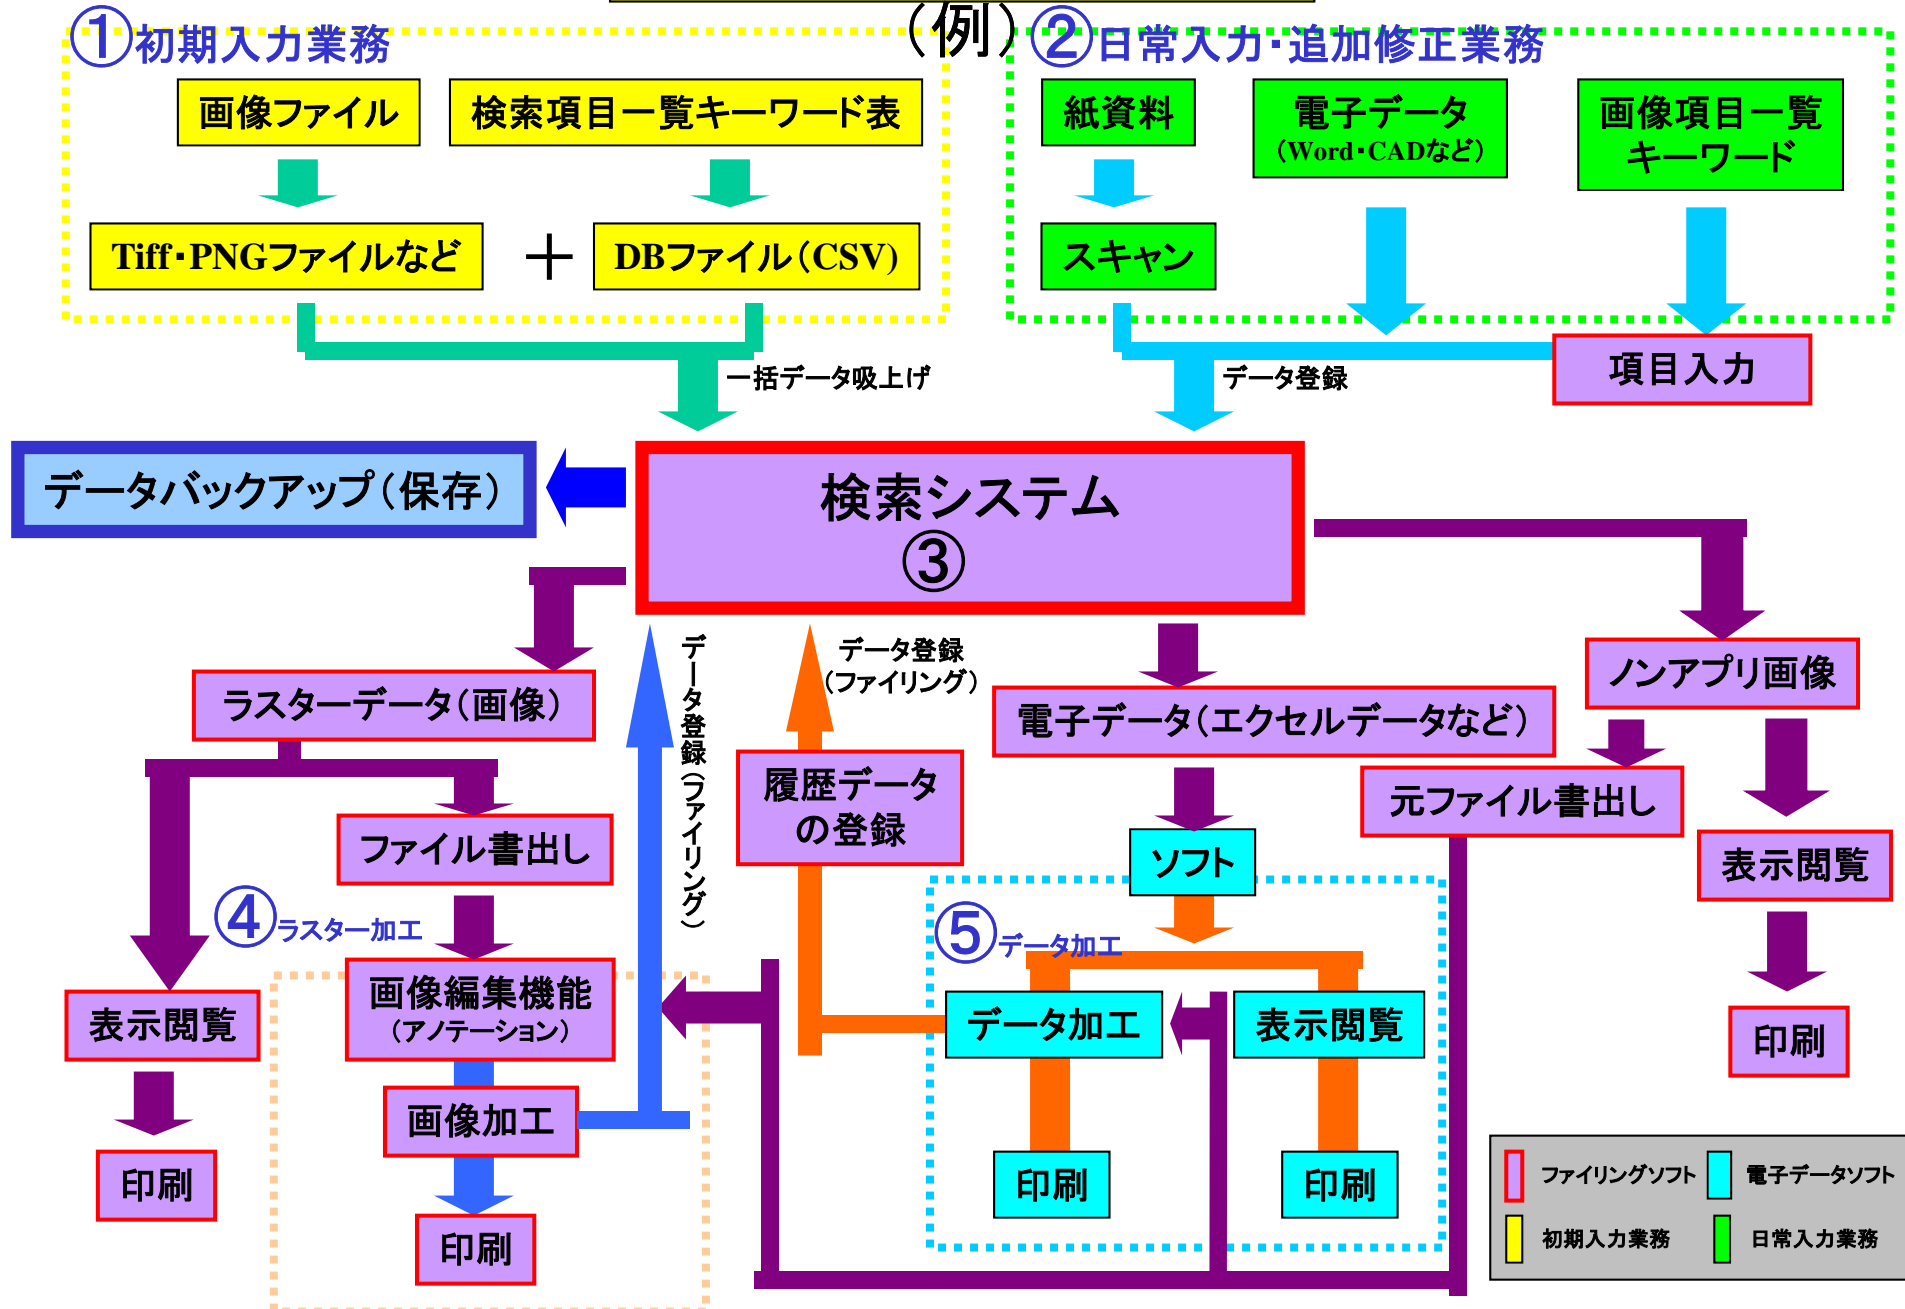 (例)
①初期入力業務
②日常入力・追加修正業務
画像ファイル
検索項目一覧キーワード表
紙資料
電子データ
(Word・CADなど)
画像項目一覧
キーワード
Tiff・PNGファイルなど
＋
DBファイル(CSV)
スキャン
一括データ吸上げ
データ登録
項目入力
データバックアップ(保存)
検索システム
③
データ登録(ファイリング)
データ登録
(ファイリング)
ラスターデータ(画像)
電子データ(エクセルデータなど)
ノンアプリ画像
履歴データ
の登録
元ファイル書出し
ファイル書出し
ソフト
表示閲覧
④ラスター加工
⑤データ加工
画像編集機能
(アノテーション)
表示閲覧
データ加工
表示閲覧
印刷
画像加工
印刷
印刷
印刷
印刷
ファイリングソフト
電子データソフト
初期入力業務
日常入力業務